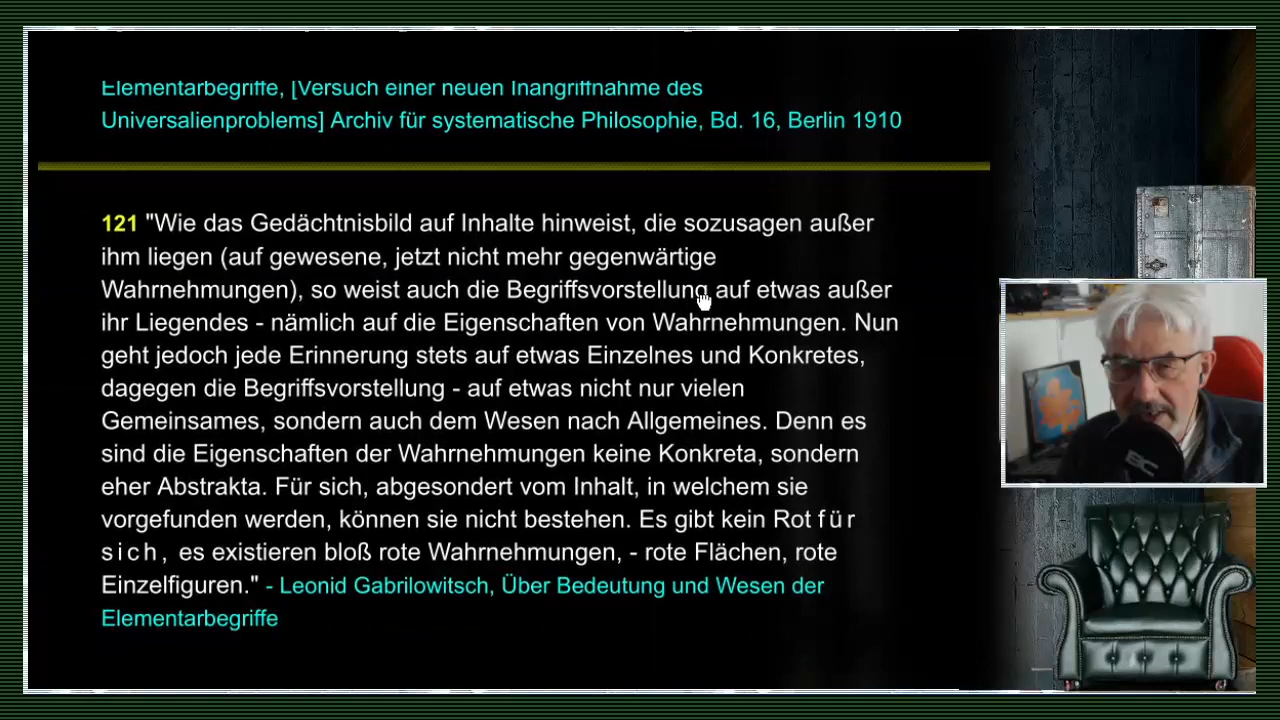 Elementarbegriffe, [Versuch einer neuen Inangriffnahme des
Universalienproblems] Archiv für systematische Philosophie, Bd. 16, Berlin 1910
121 "Wie das Gedächtnisbild auf Inhalte hinweist, die sozusagen außer
ihm liegen (auf gewesene, jetzt nicht mehr gegenwärtige
Wahrnehmungen), so weist auch die Begriffsvorstellung auf etwas außer
ihr Liegendes - nämlich auf die Eigenschaften von Wahrnehmungen. Nun
geht jedoch jede Erinnerung stets auf etwas Einzelnes und Konkretes,
dagegen die Begriffsvorstellung - auf etwas nicht nur vielen
Gemeinsames, sondern auch dem Wesen nach Allgemeines. Denn es
sind die Eigenschaften der Wahrnehmungen keine Konkreta, sondern
eher Abstrakta. Für sich, abgesondert vom Inhalt, in welchem sie
vorgefunden werden, können sie nicht bestehen. Es gibt kein Rot f ü r
s i c h , es existieren bloß rote Wahrnehmungen, - rote Flächen, rote
Einzelfiguren." - Leonid Gabrilowitsch, Über Bedeutung und Wesen der
Elementarbegriffe